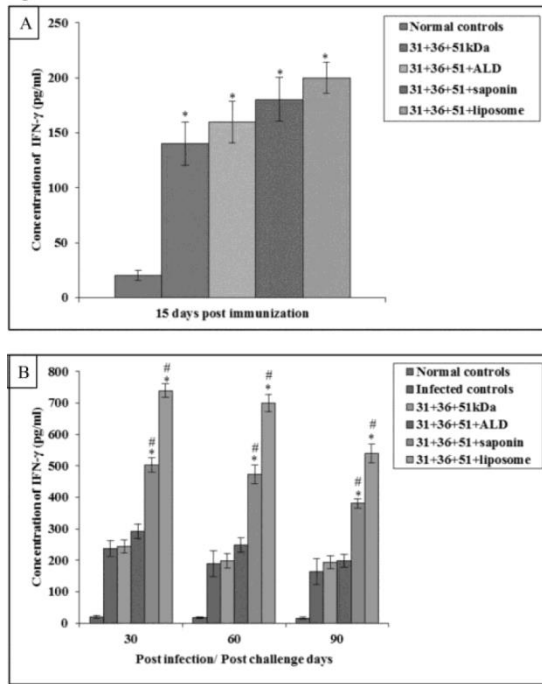 A
Concentration of IFN-γ (pg/ml)
250
200
150
100
50
0
*
*
*
*
15 days post immunization
Normal controls
31+36+51kDa
31+36+51+ALD
31+36+51+saponin
31+36+51+liposome
B
Concentration of IFN-γ (pg/ml)
800
700
600
500
400
300
200
100
0
#
*
#
*
#
*
#
*
#
*
#
*
30 60 90
Post infection/ Post challenge days
Normal controls
Infected controls
31+36+51kDa
31+36+51+ALD
31+36+51+saponin
31+36+51+liposome